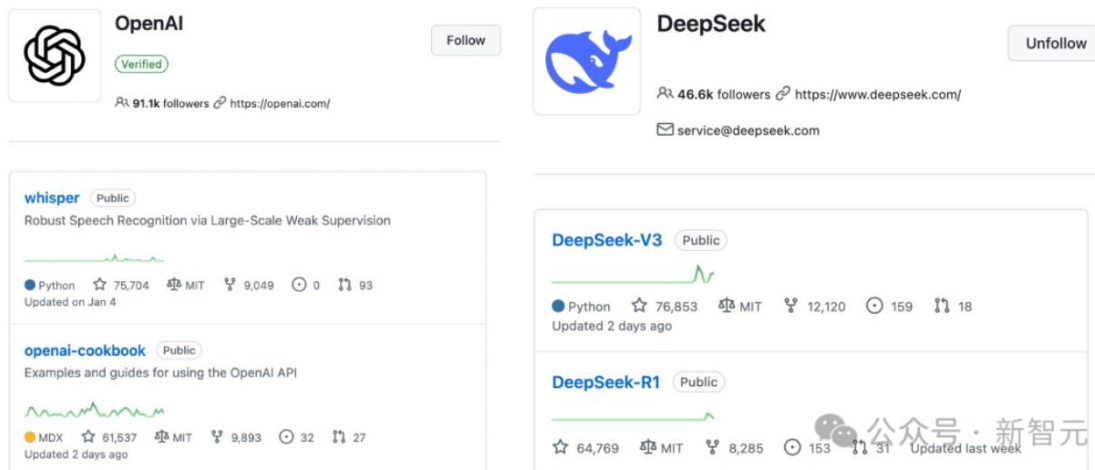 OpenAI
Follow
Verified
91.1k followers https://openai.com/
whisper Public
Robust Speech Recognition via Large-Scale Weak Supervision
Python 75,704 MIT 9,049 0 93
Updated on Jan 4
openai-cookbook Public
Examples and guides for using the OpenAI API
MDX 61,537 MIT 9,893 32 27
Updated 2 days ago
DeepSeek
Unfollow
46.6k followers https://www.deepseek.com/
service@deepseek.com
DeepSeek-V3 Public
Python 76,853 MIT 12,120 159 18
Updated 2 days ago
DeepSeek-R1 Public
64,769 MIT 8,285 153 31 Updated last week
公众号 · 新智元